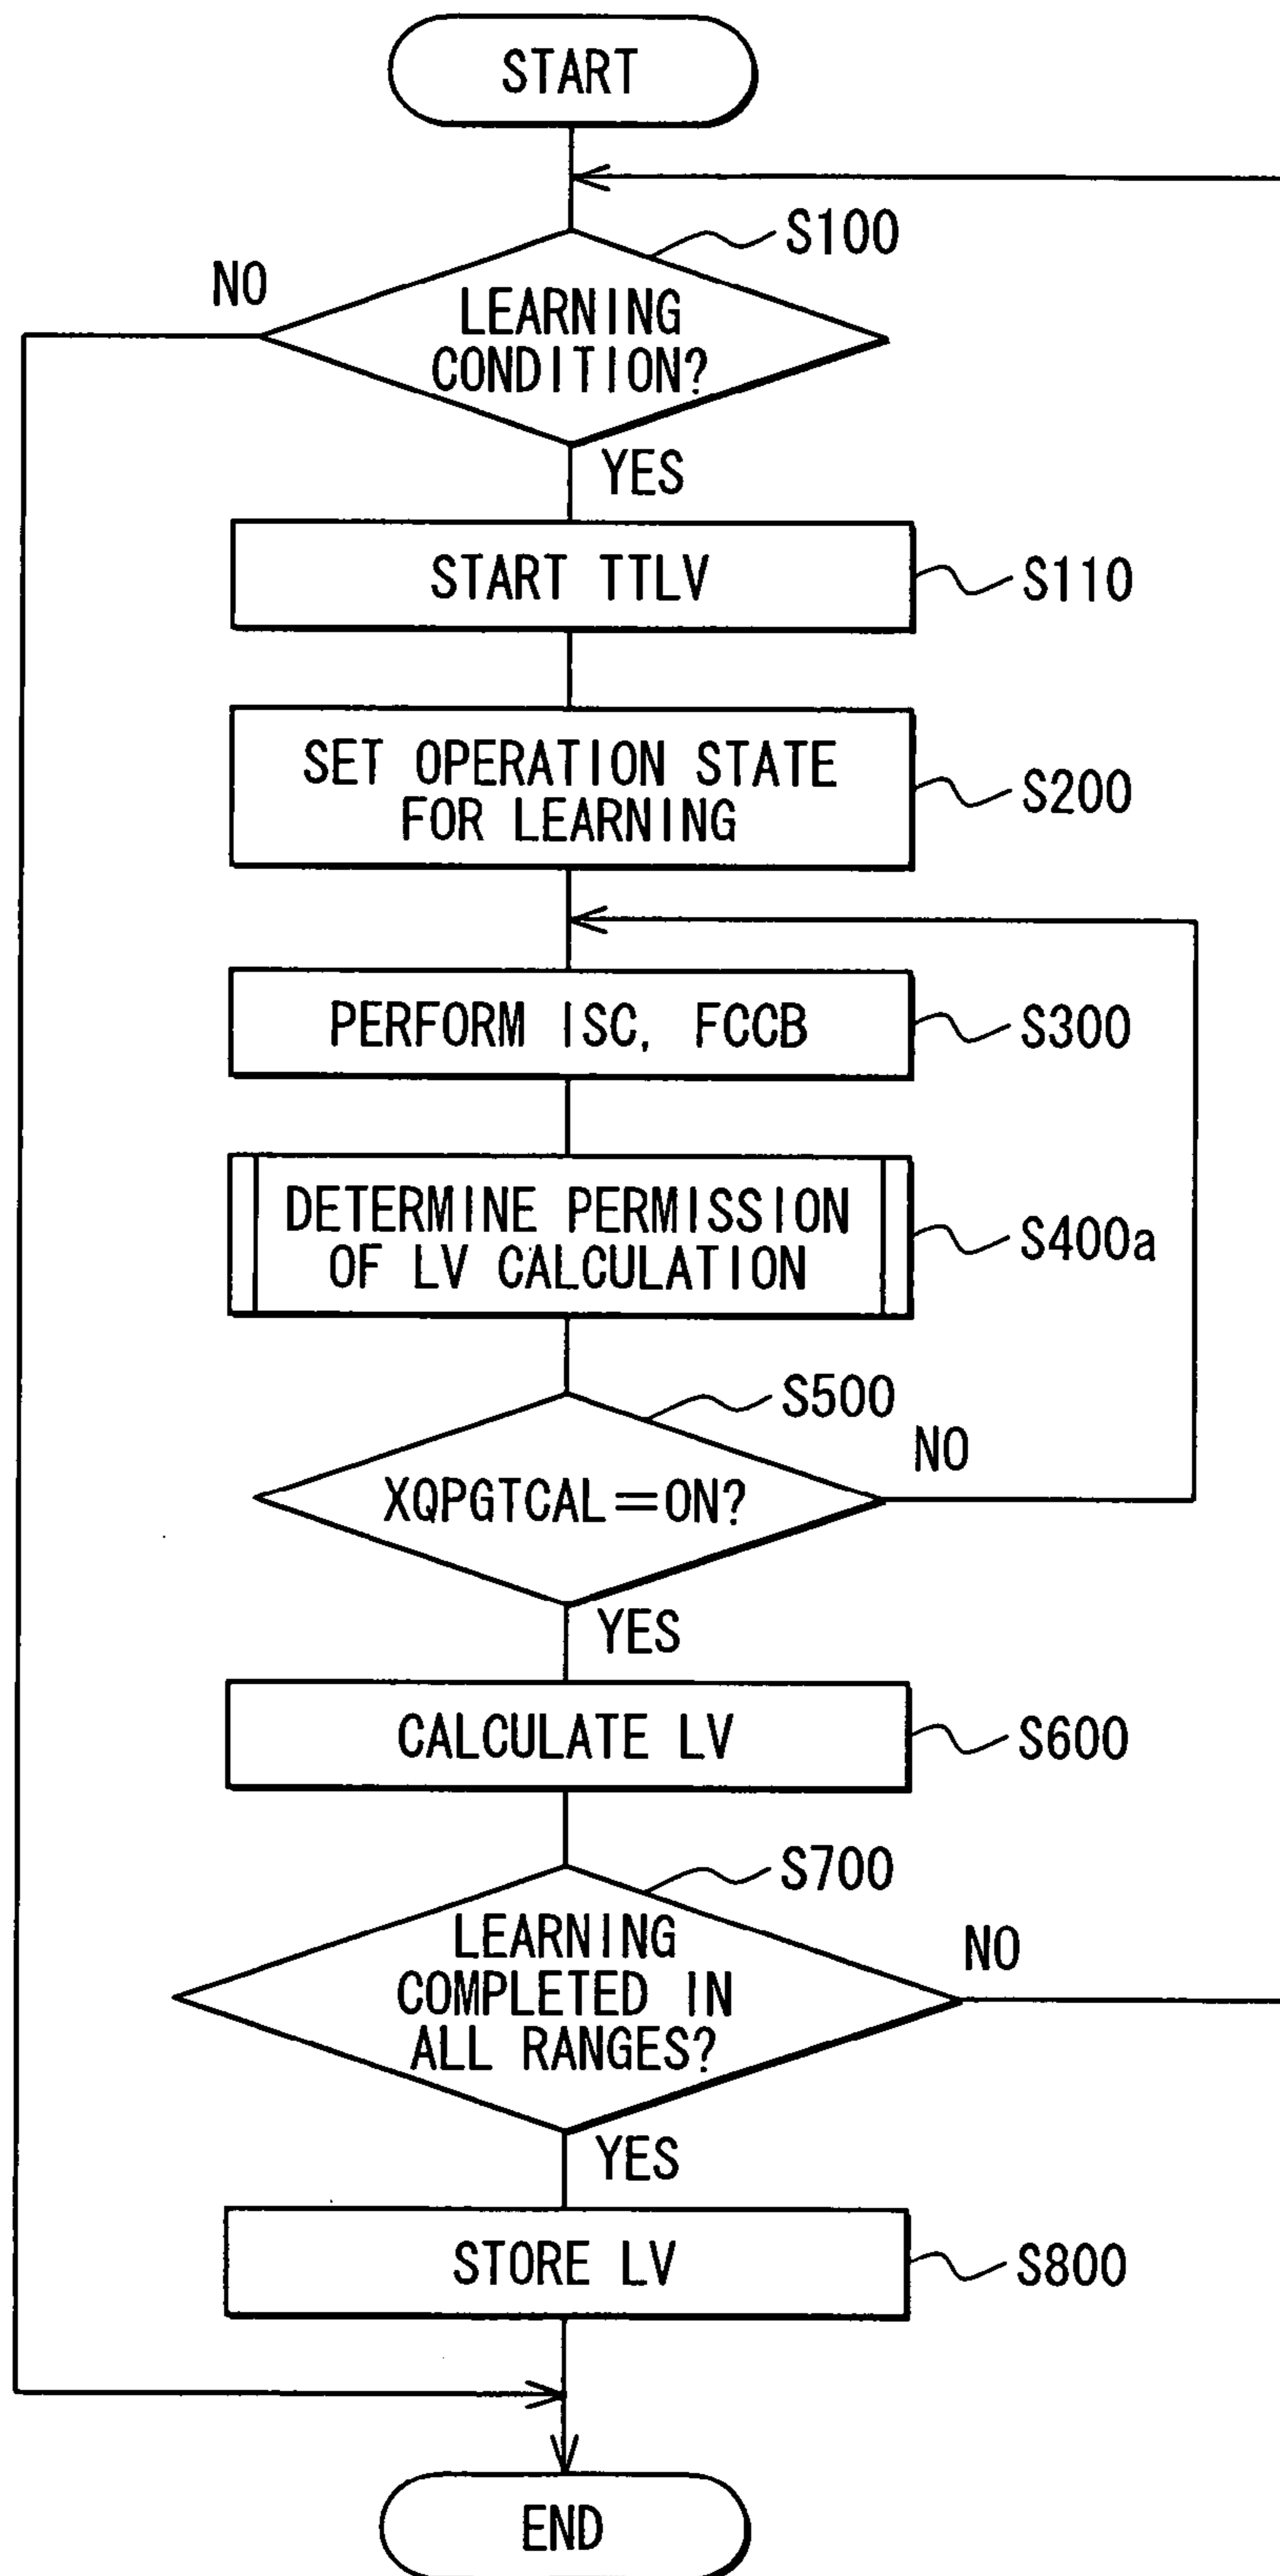 START
S100
NO
LEARNING
CONDITION?
YES
START TTLV
S110
SET OPERATION STATE
FOR LEARNING
S200
PERFORM ISC, FCCB
S300
DETERMINE PERMISSION
OF LV CALCULATION
S400a
S500
NO
XQPGTCAL=ON?
YES
CALCULATE LV
S600
S700
LEARNING
COMPLETED IN
ALL RANGES?
NO
YES
STORE LV
S800
END